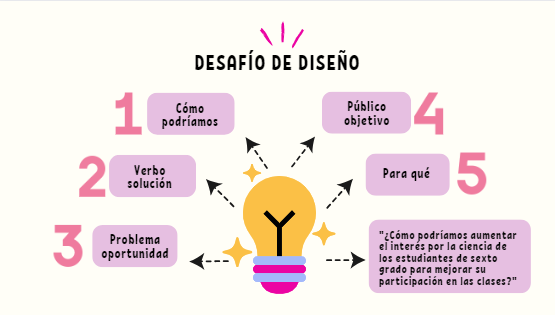 DESAFÍO DE DISEÑO
1
Cómo
podríamos
2
Verbo
solución
3
Problema
oportunidad
4
Público
objetivo
5
Para qué
"¿Cómo podríamos aumentar
el interés por la ciencia de
los estudiantes de sexto
grado para mejorar su
participación en las clases?"